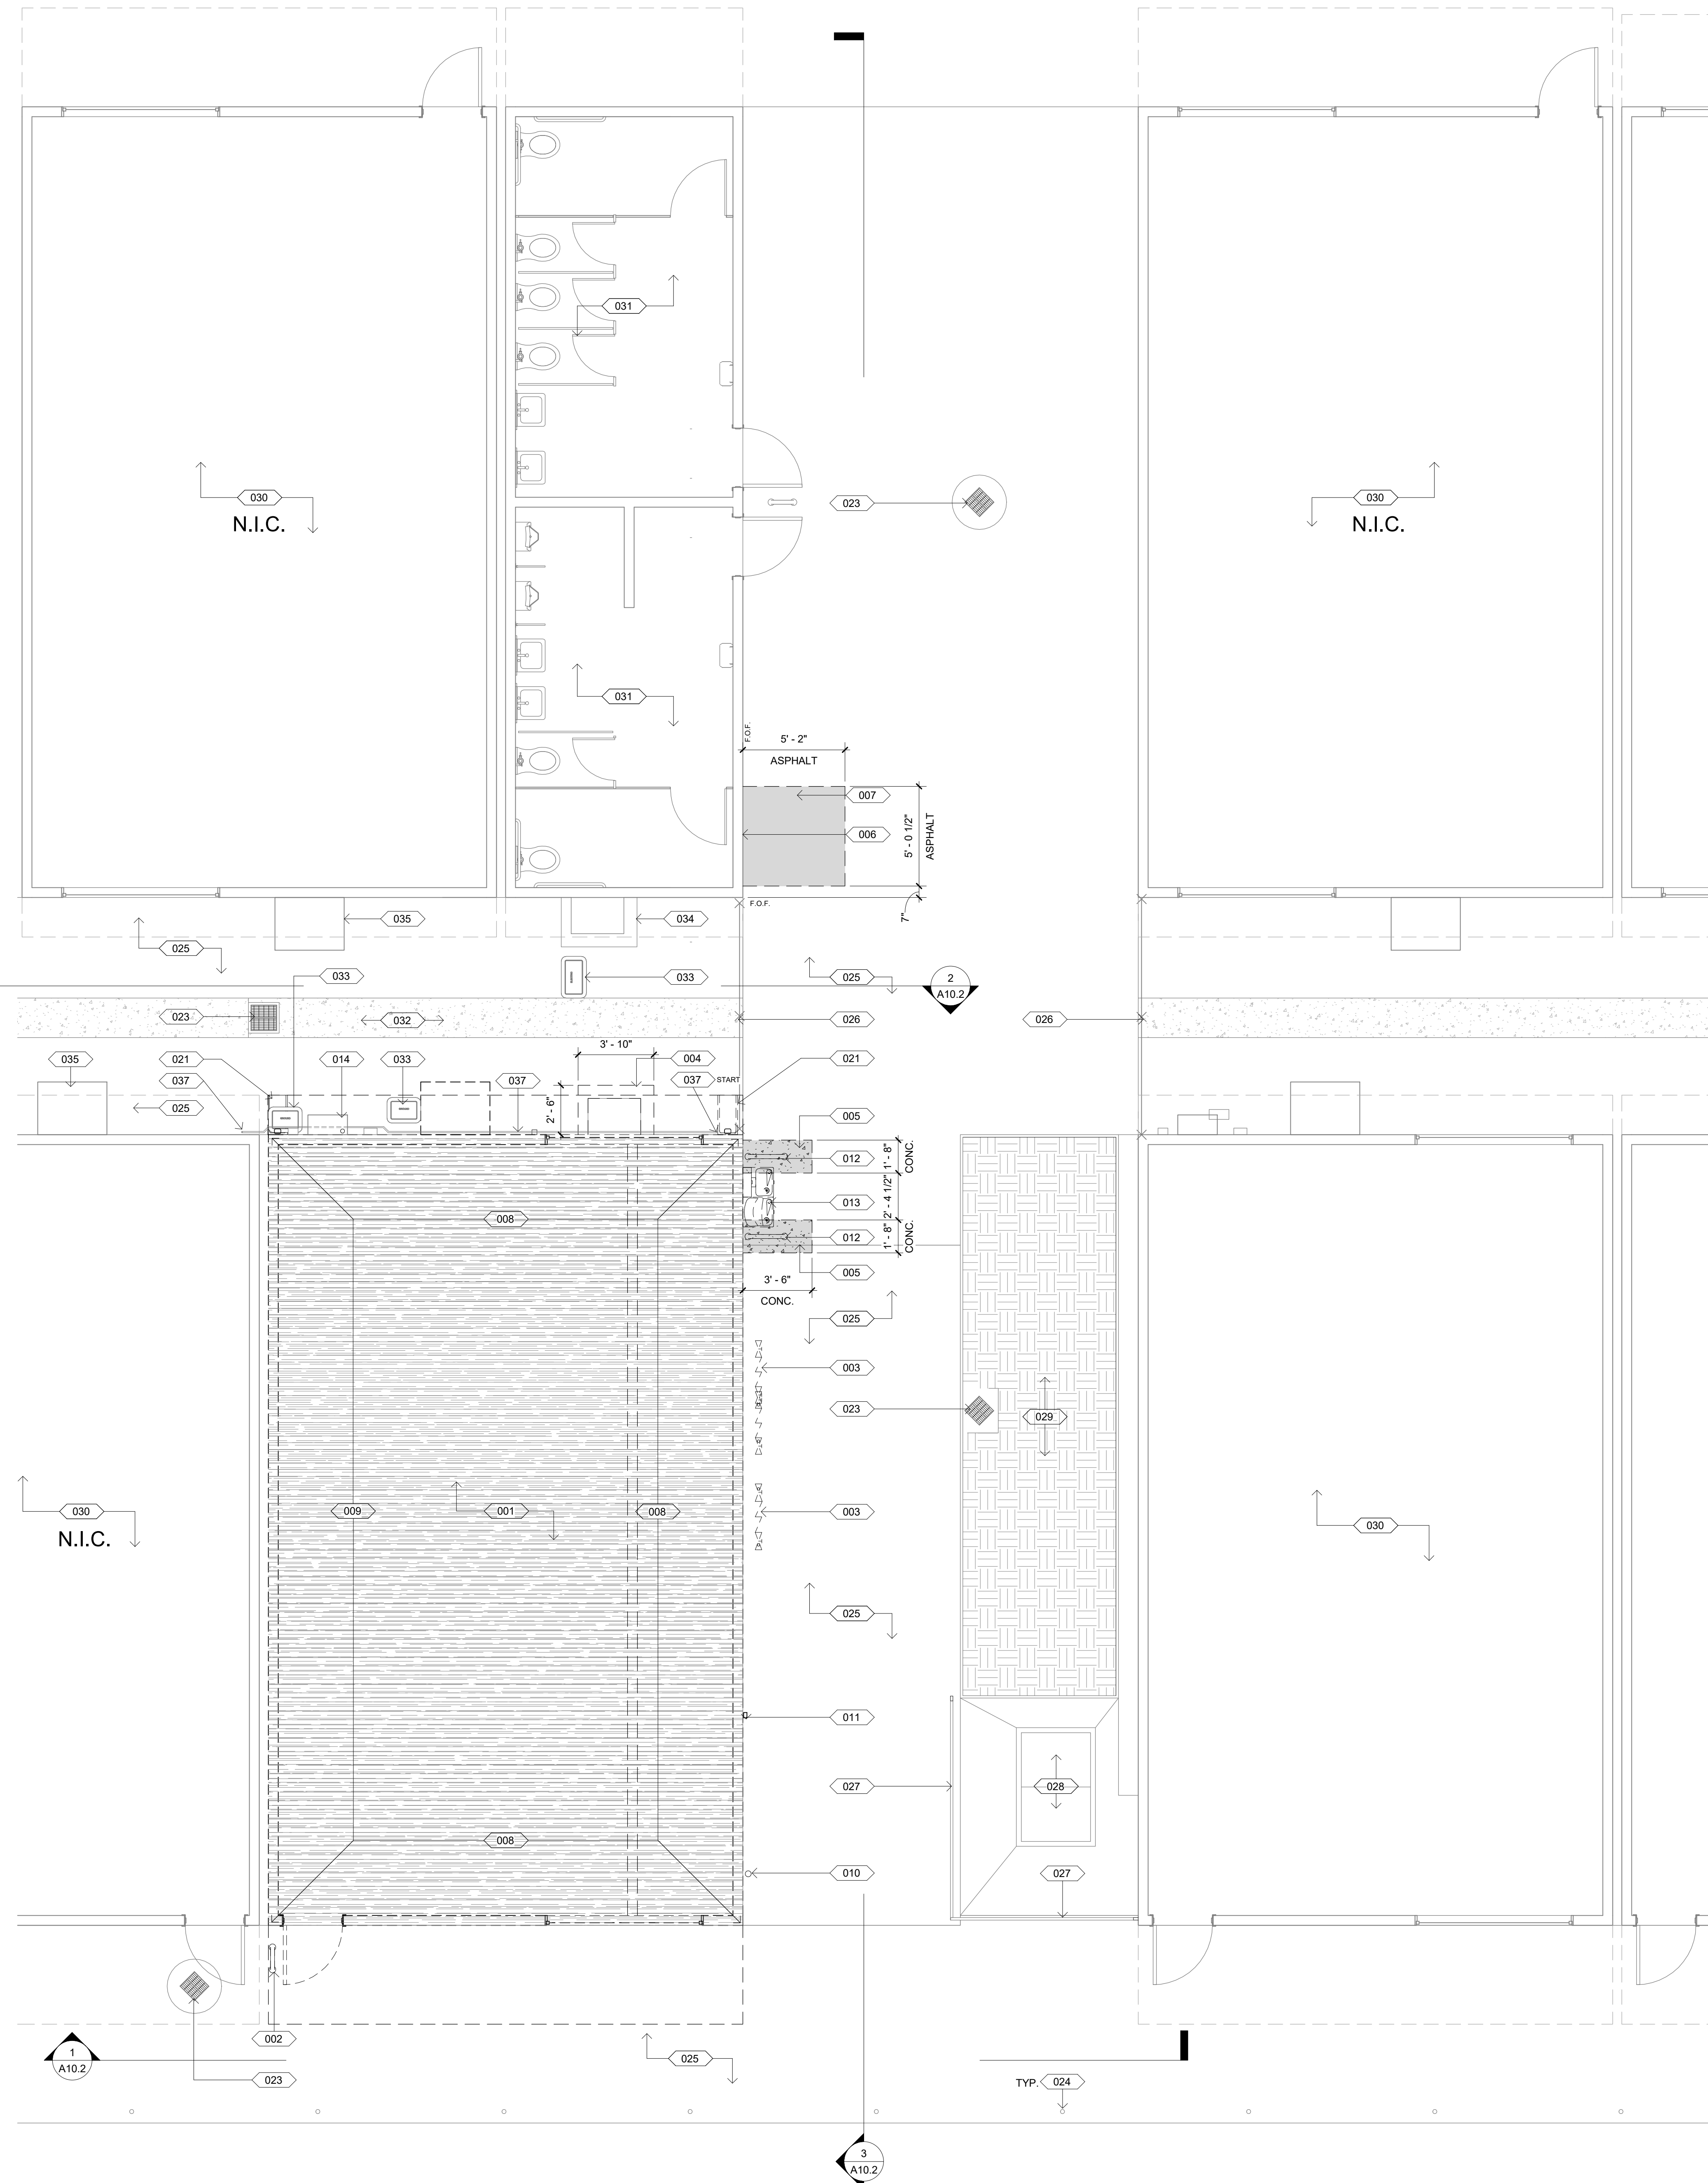 031
030
N.I.C.
023
030
N.I.C.
031
F.O.F.
5' - 2"
ASPHALT
007
006
5' - 0 1/2"
ASPHALT
7"
F.O.F.
035
034
025
033
033
025
2
A10.2
023
032
026
026
3' - 10"
035
021
014
033
004
021
037
037
037
START
025
2' - 6"
005
012
1' - 8"
CONC.
013
2' - 4 1/2"
008
012
1' - 8"
CONC.
005
3' - 6"
CONC.
025
003
023
029
030
N.I.C.
009
001
008
003
030
025
011
027
028
008
010
027
002
1
A10.2
023
025
TYP.
024
3
A10.2